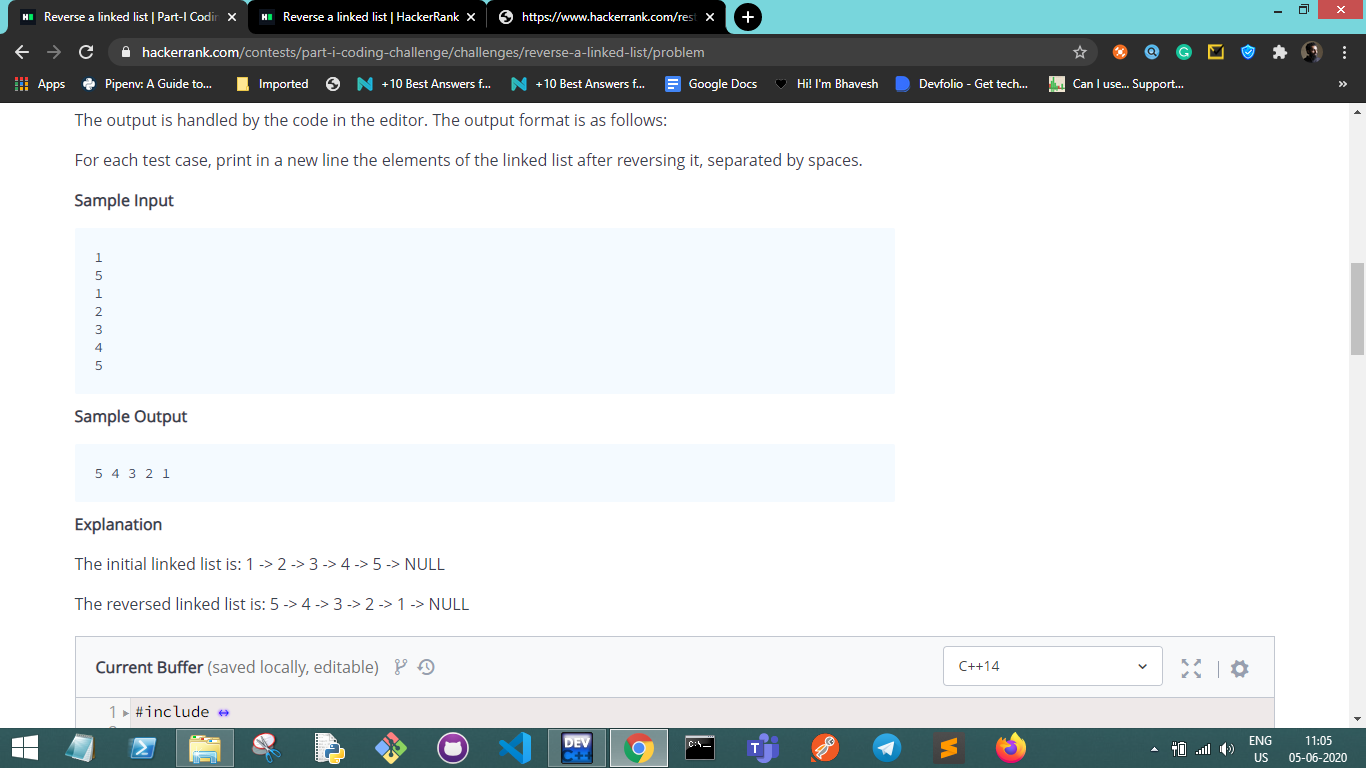 Reverse a linked list | Part-I Codin
Reverse a linked list | HackerRank
https://www.hackerrank.com/rest
hackerrank.com/contests/part-i-coding-challenge/challenges/reverse-a-linked-list/problem
Apps
Pipenv: A Guide to...
Imported
+10 Best Answers f...
+10 Best Answers f...
Google Docs
Hi! I'm Bhavesh
Devfolio - Get tech...
Can I use... Support...
»
The output is handled by the code in the editor. The output format is as follows:
For each test case, print in a new line the elements of the linked list after reversing it, separated by spaces.
Sample Input
1
5
1
2
3
4
5
Sample Output
5 4 3 2 1
Explanation
The initial linked list is: 1 -> 2 -> 3 -> 4 -> 5 -> NULL
The reversed linked list is: 5 -> 4 -> 3 -> 2 -> 1 -> NULL
Current Buffer (saved locally, editable)
C++14
1 #include
DEV
C++
C:\
ENG
US
11:05
05-06-2020